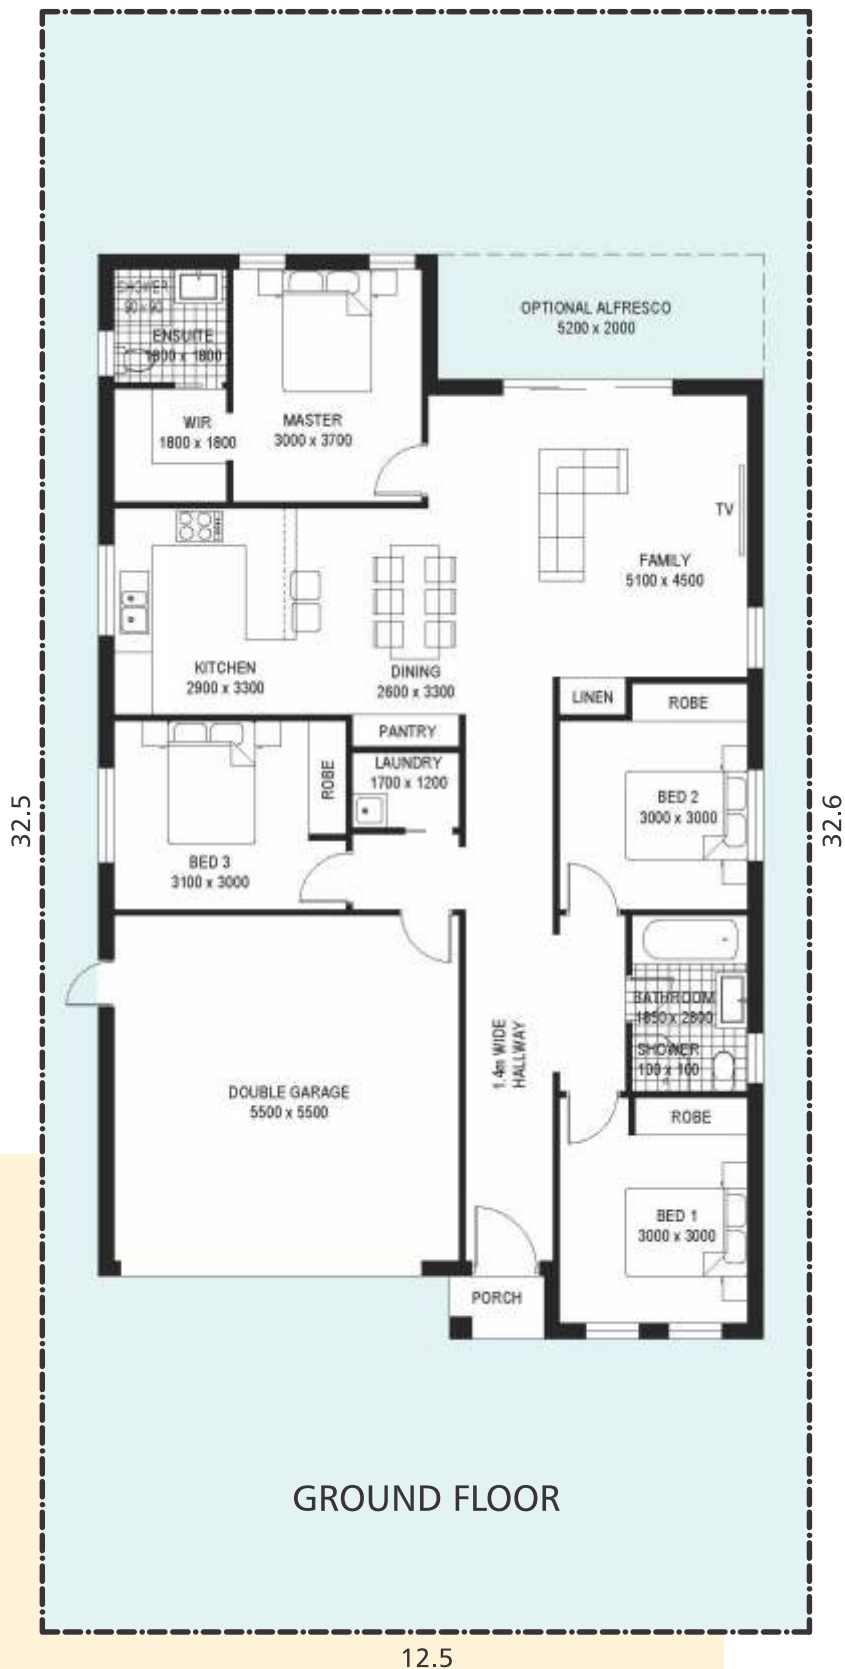 OPTIONAL ALFRESCO
5200 x 2000
SHOWER
90 x 90
ENSUITE
1800 x 1800
WIR
1800 x 1800
MASTER
3000 x 3700
TV
FAMILY
5100 x 4500
KITCHEN
2900 x 3300
DINING
2600 x 3300
LINEN
ROBE
PANTRY
LAUNDRY
1700 x 1200
ROBE
BED 2
3000 x 3000
32.5
32.6
BED 3
3100 x 3000
BATHROOM
1850 x 2800
SHOWER
100 x 100
1.4m WIDE
HALLWAY
DOUBLE GARAGE
5500 x 5500
ROBE
BED 1
3000 x 3000
PORCH
GROUND FLOOR
12.5